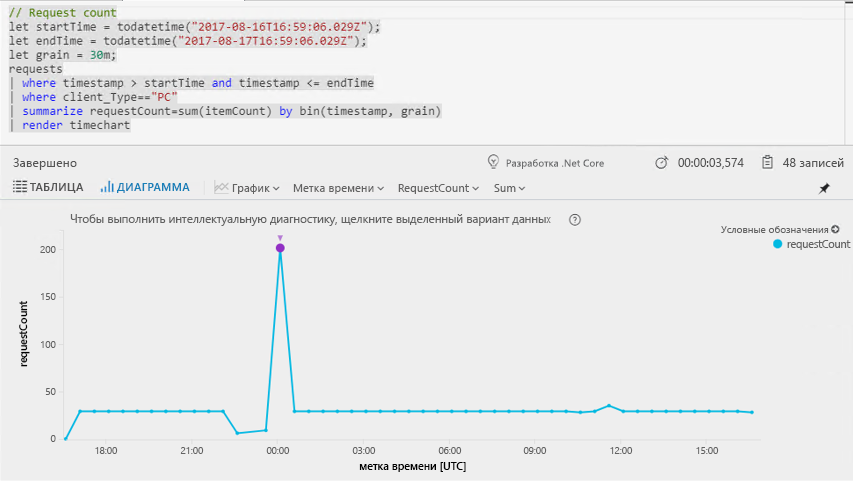 // Request count
let startTime = todatetime("2017-08-16T16:59:06.029Z");
let endTime = todatetime("2017-08-17T16:59:06.029Z");
let grain = 30m;
requests
| where timestamp > startTime and timestamp <= endTime
| where client_Type=="PC"
| summarize requestCount=sum(itemCount) by bin(timestamp, grain)
| render timechart
Завершено
Разработка .Net Core
00:00:03,574
48 записей
ТАБЛИЦА
ДИАГРАММА
График
Метка времени
RequestCount
Sum
Чтобы выполнить интеллектуальную диагностику, щелкните выделенный вариант данных
?
Условные обозначения
requestCount
requestCount
200
150
100
50
0
18:00
21:00
00:00
03:00
06:00
09:00
12:00
15:00
метка времени [UTC]